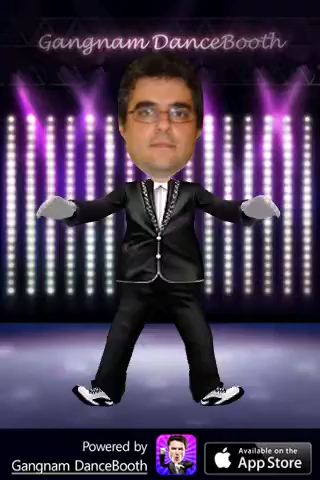 Gangnam DanceBooth
Powered by
Gangnam DanceBooth
Available on the
App Store